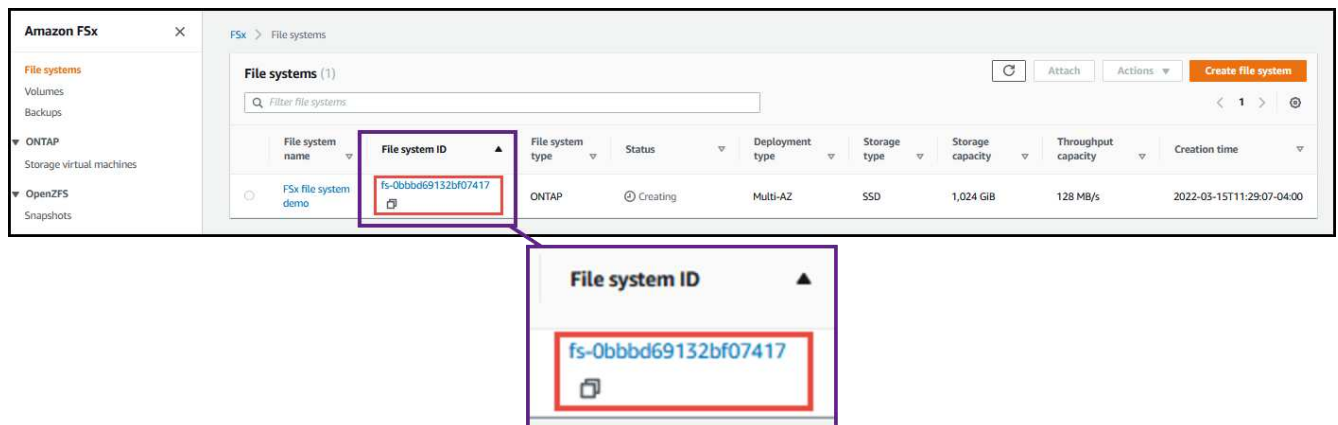 Amazon FSx
FSx > File systems
File systems
Volumes
Backups
ONTAP
Storage virtual machines
OpenZFS
Snapshots
File systems (1)
Attach
Actions
Create file system
Filter file systems
< 1 >
File system name
File system ID
File system type
Status
Deployment type
Storage type
Storage capacity
Throughput capacity
Creation time
FSx file system demo
fs-0bbbd69132bf07417
ONTAP
Creating
Multi-AZ
SSD
1,024 GiB
128 MB/s
2022-03-15T11:29:07-04:00
File system ID
fs-0bbbd69132bf07417